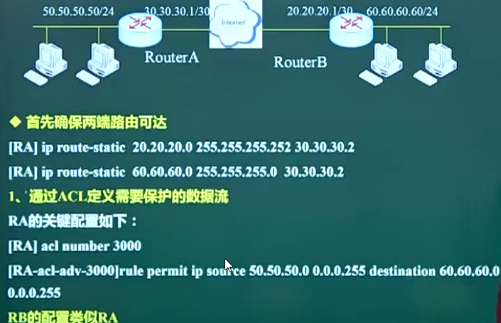 50.50.50.50/24 30.30.30.1/30 Internet 20.20.20.1/30 60.60.60.60/24
RouterA RouterB
◆ 首先确保两端路由可达
[RA] ip route-static 20.20.20.0 255.255.255.252 30.30.30.2
[RA] ip route-static 60.60.60.0 255.255.255.0 30.30.30.2
1、通过ACL定义需要保护的数据流
RA的关键配置如下：
[RA] acl number 3000
[RA-acl-adv-3000]rule permit ip source 50.50.50.0 0.0.0.255 destination 60.60.60.0
0.0.0.255
RB的配置类似RA